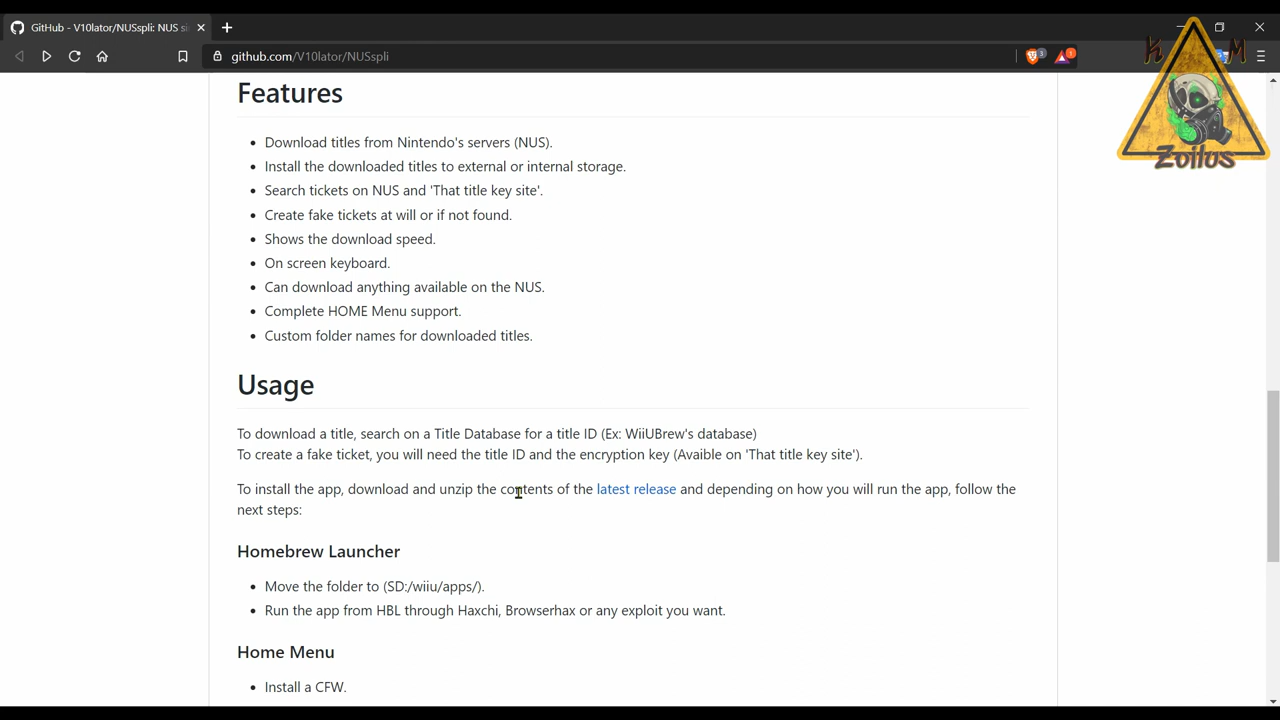 GitHub - V10lator/NUSspli: NUS si
github.com/V10lator/NUSspli
3
1
K M
Zoilus
Features
Download titles from Nintendo's servers (NUS).
Install the downloaded titles to external or internal storage.
Search tickets on NUS and 'That title key site'.
Create fake tickets at will or if not found.
Shows the download speed.
On screen keyboard.
Can download anything available on the NUS.
Complete HOME Menu support.
Custom folder names for downloaded titles.
Usage
To download a title, search on a Title Database for a title ID (Ex: WiiUBrew's database)
To create a fake ticket, you will need the title ID and the encryption key (Avaible on 'That title key site').
To install the app, download and unzip the contents of the latest release and depending on how you will run the app, follow the
next steps:
Homebrew Launcher
Move the folder to (SD:/wiiu/apps/).
Run the app from HBL through Haxchi, Browserhax or any exploit you want.
Home Menu
Install a CFW.